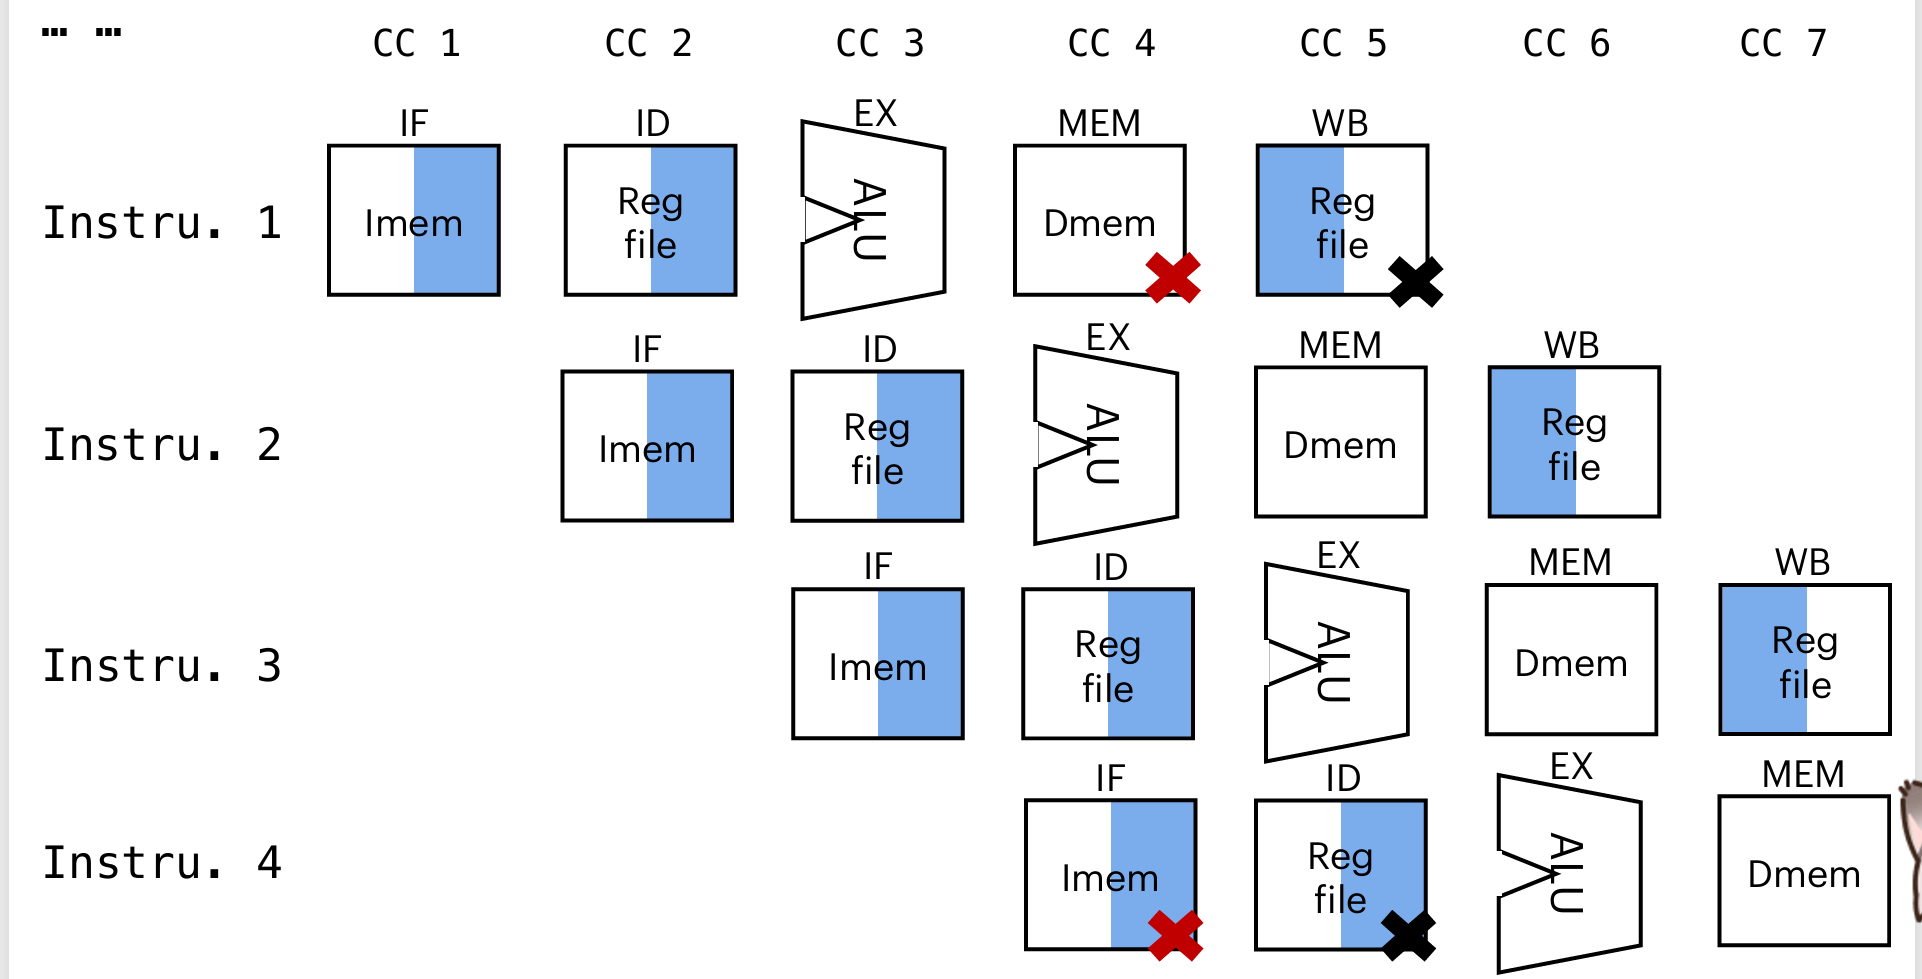 … …
CC 1 CC 2 CC 3 CC 4 CC 5 CC 6 CC 7
IF ID EX MEM WB
Instru. 1 Imem Reg file ALU Dmem Reg file
IF ID EX MEM WB
Instru. 2 Imem Reg file ALU Dmem Reg file
IF ID EX MEM WB
Instru. 3 Imem Reg file ALU Dmem Reg file
IF ID EX MEM
Instru. 4 Imem Reg file ALU Dmem